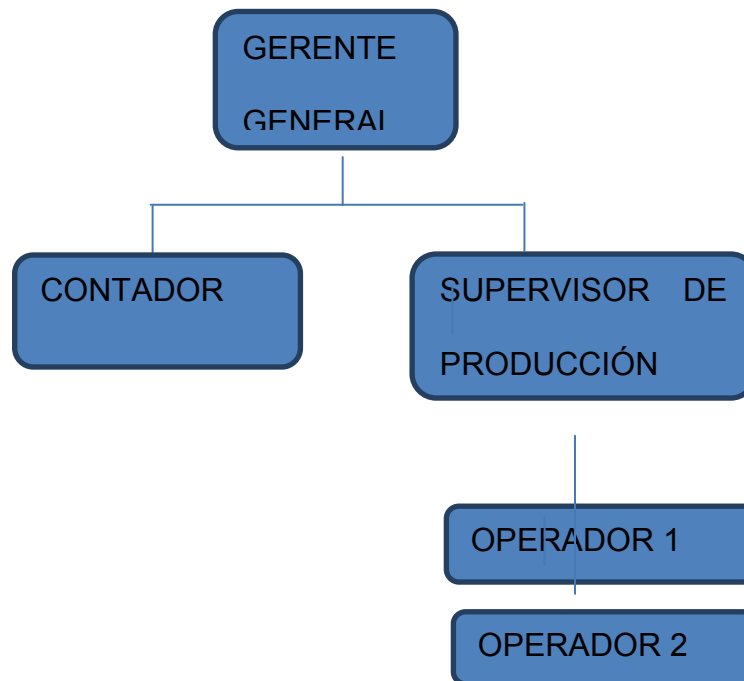 GERENTE
GENERAL
CONTADOR
SUPERVISOR DE
PRODUCCIÓN
OPERADOR 1
OPERADOR 2